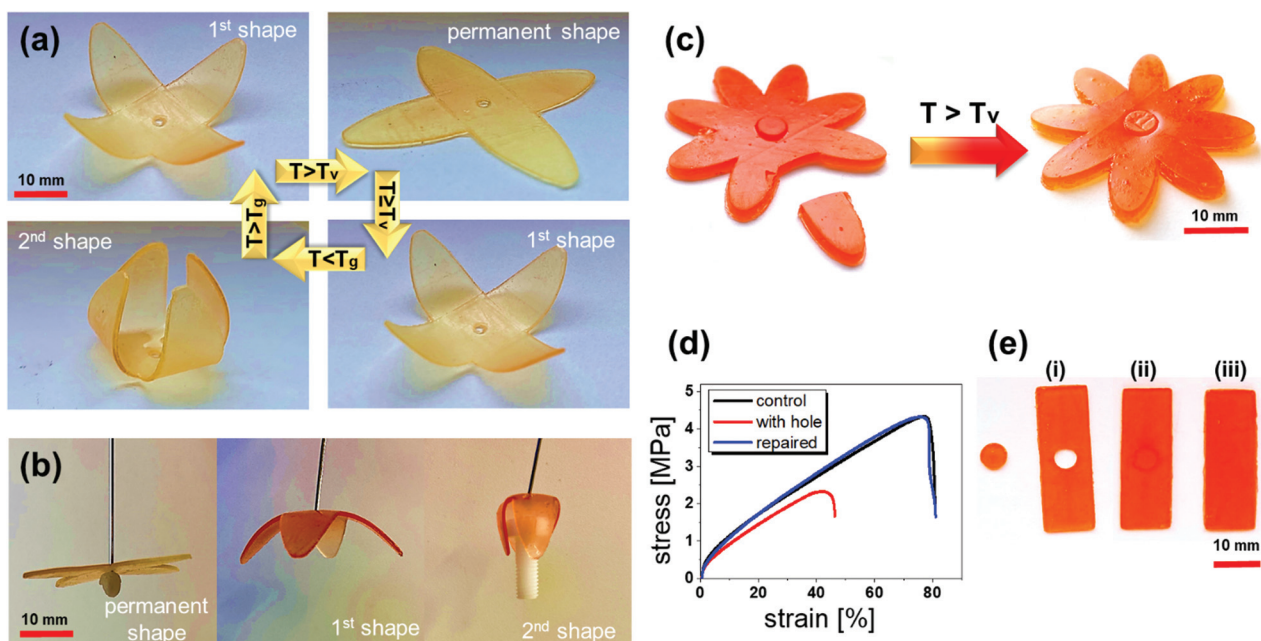 (a)
1st shape
10 mm
permanent shape
T>Tv
T≥Tv
T<Tg
T>Tg
2nd shape
1st shape
(b)
10 mm
permanent
shape
1st shape
2nd shape
(c)
T > Tv
10 mm
(d)
control
with hole
repaired
stress [MPa]
5
4
3
2
1
0
0 20 40 60 80
strain [%]
(e)
(i) (ii) (iii)
10 mm